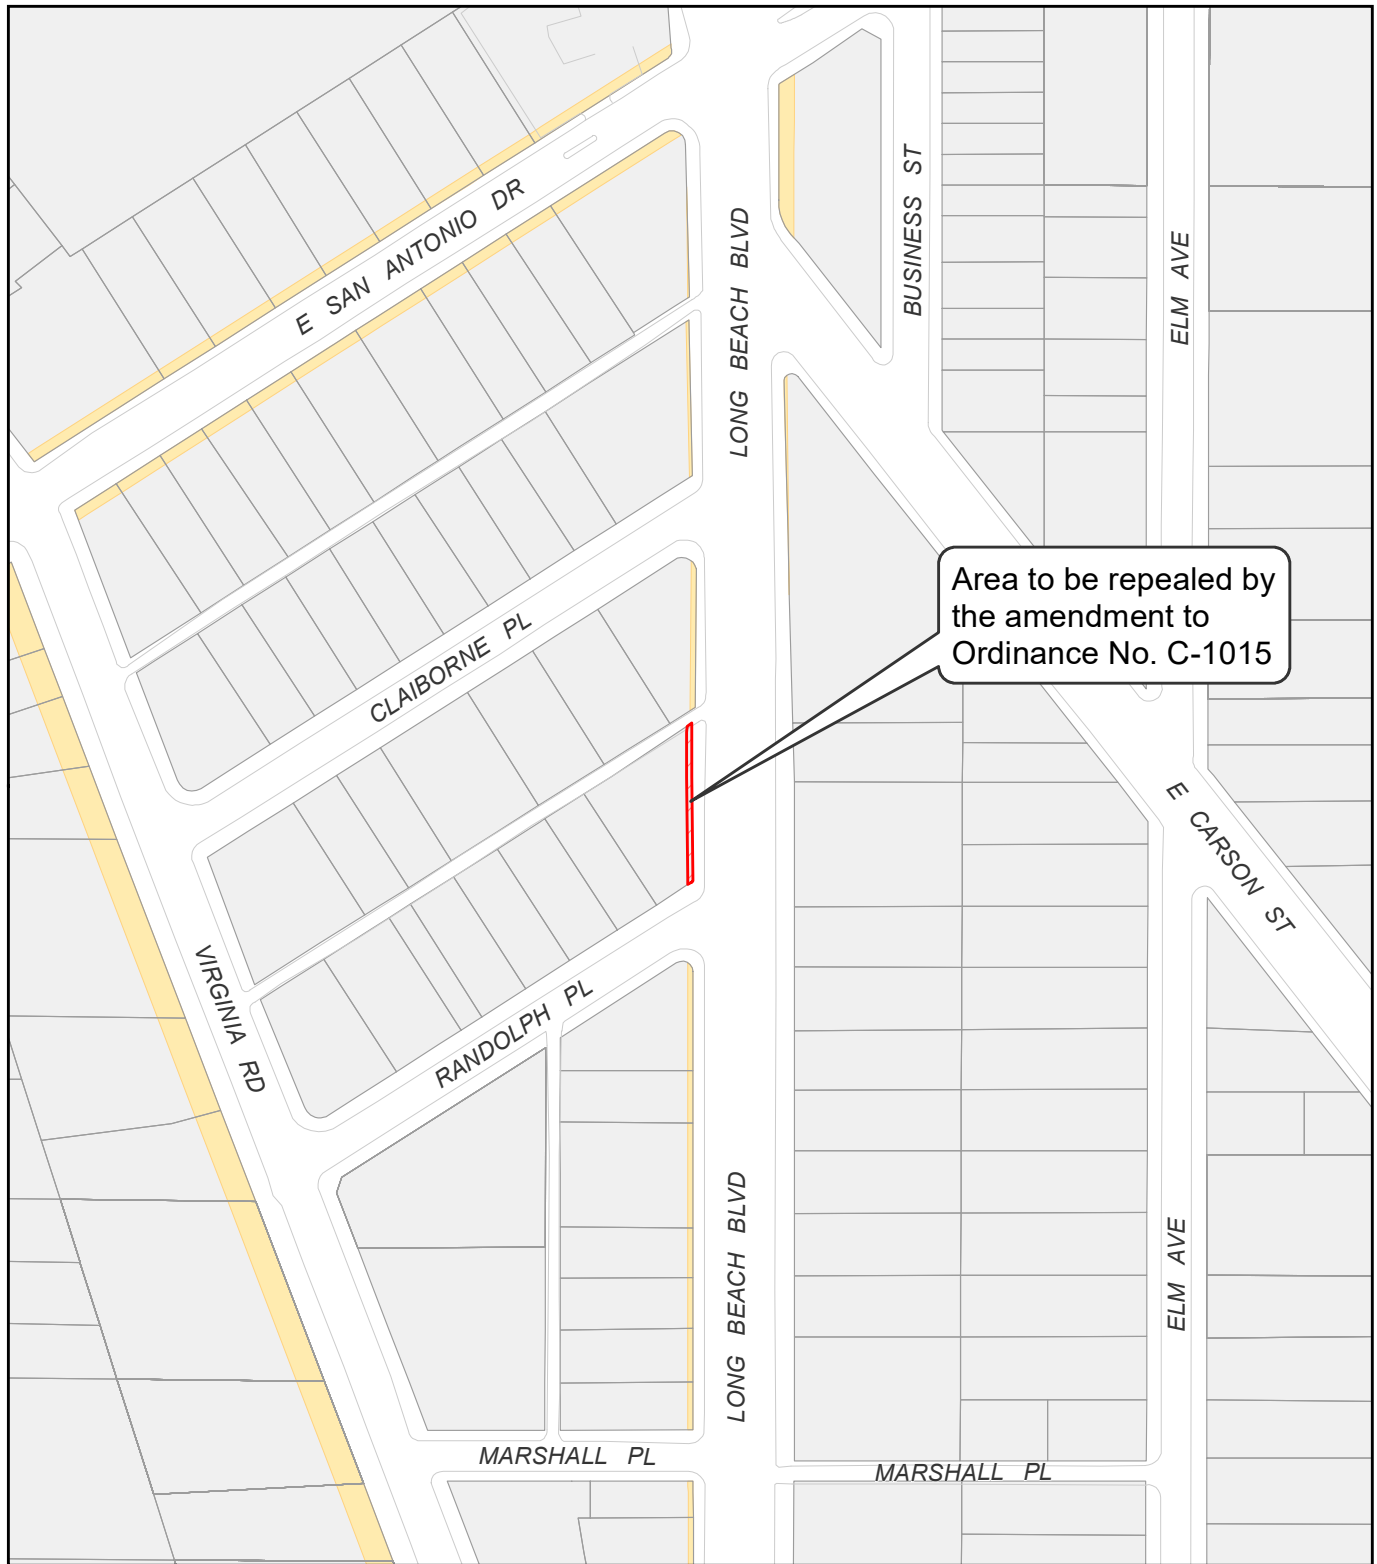 E SAN ANTONIO DR
LONG BEACH BLVD
BUSINESS ST
ELM AVE
Area to be repealed by
the amendment to
Ordinance No. C-1015
CLAIBORNE PL
E CARSON ST
VIRGINIA RD
RANDOLPH PL
LONG BEACH BLVD
ELM AVE
MARSHALL PL
MARSHALL PL